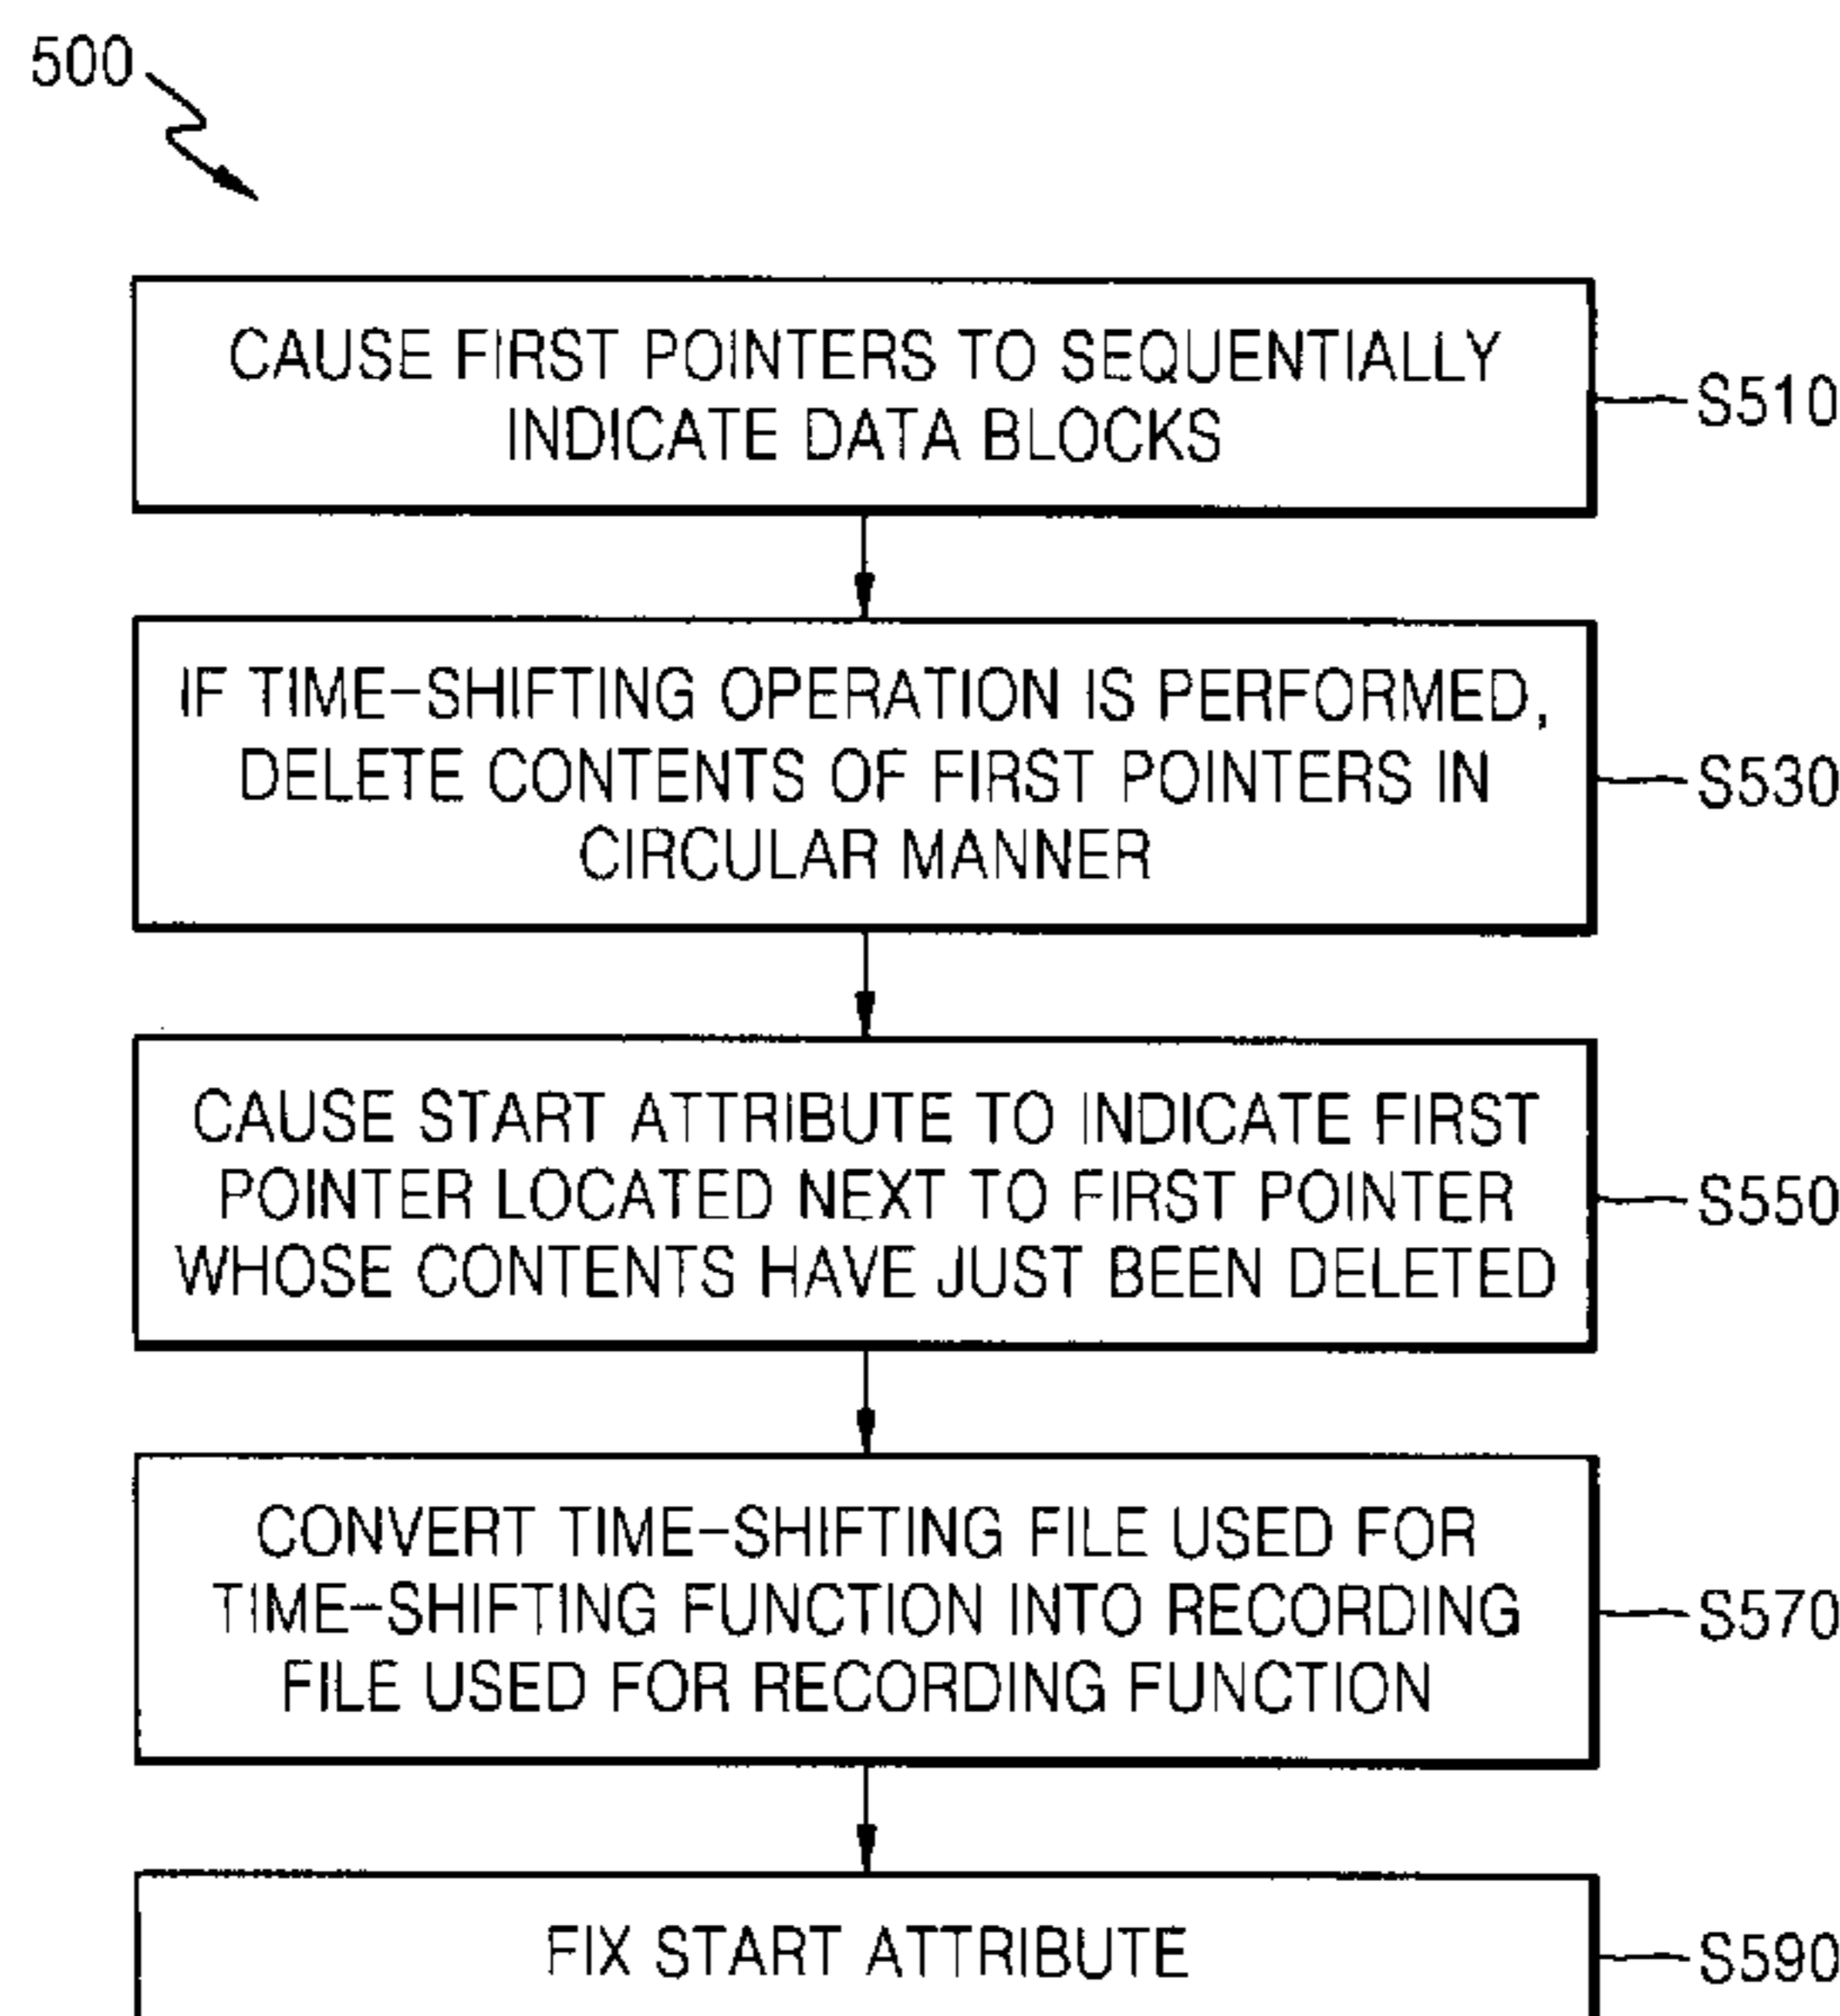 500
CAUSE FIRST POINTERS TO SEQUENTIALLY
INDICATE DATA BLOCKS
S510
IF TIME-SHIFTING OPERATION IS PERFORMED,
DELETE CONTENTS OF FIRST POINTERS IN
CIRCULAR MANNER
S530
CAUSE START ATTRIBUTE TO INDICATE FIRST
POINTER LOCATED NEXT TO FIRST POINTER
WHOSE CONTENTS HAVE JUST BEEN DELETED
S550
CONVERT TIME-SHIFTING FILE USED FOR
TIME-SHIFTING FUNCTION INTO RECORDING
FILE USED FOR RECORDING FUNCTION
S570
FIX START ATTRIBUTE
S590